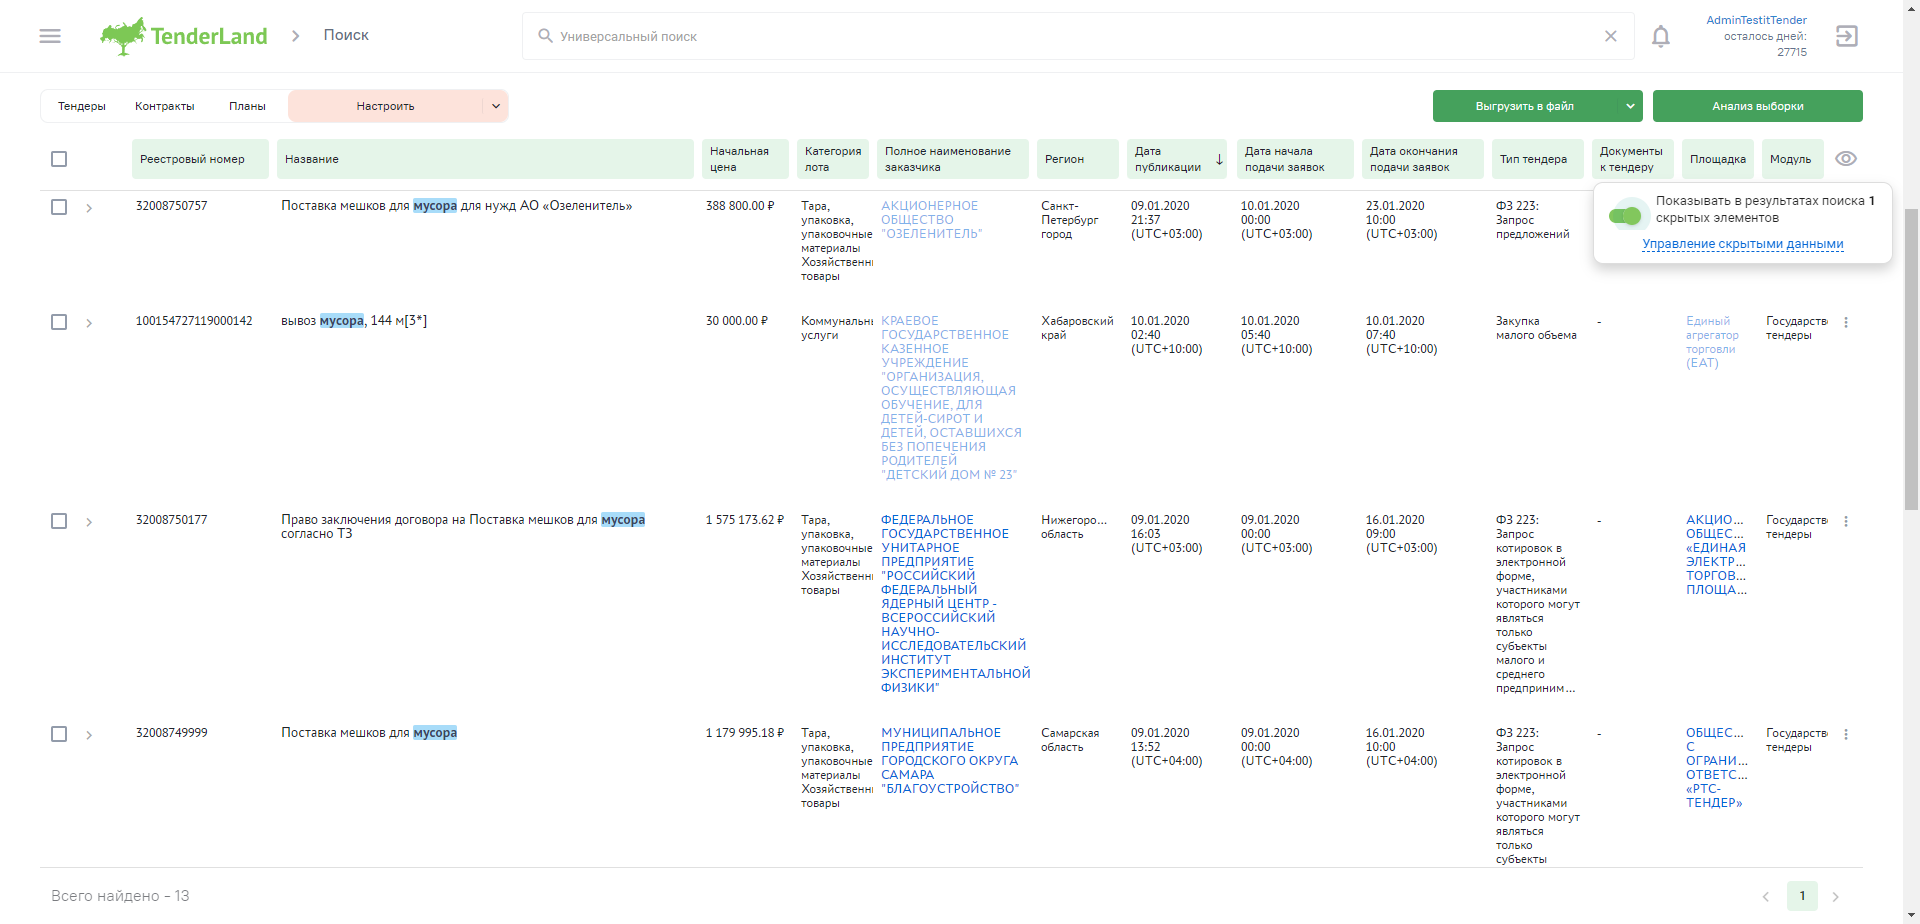 TenderLand
Поиск
Универсальный поиск
AdminTestitTender
осталось дней:
27715
Тендеры
Контракты
Планы
Настроить
Выгрузить в файл
Анализ выборки
Реестровый номер
Название
Начальная
цена
Категория
лота
Полное наименование
заказчика
Регион
Дата
публикации
Дата начала
подачи заявок
Дата окончания
подачи заявок
Тип тендера
Документы
к тендеру
Площадка
Модуль
Показывать в результатах поиска 1
скрытых элементов
Управление скрытыми данными
32008750757
Поставка мешков для мусора для нужд АО «Озеленитель»
388 800.00 ₽
Тара,
упаковка,
упаковочные
материалы
Хозяйственн
товары
АКЦИОНЕРНОЕ
ОБЩЕСТВО
"ОЗЕЛЕНИТЕЛЬ"
Санкт-
Петербург
город
09.01.2020
21:37
(UTC+03:00)
10.01.2020
00:00
(UTC+03:00)
23.01.2020
10:00
(UTC+03:00)
ФЗ 223:
Запрос
предложений
100154727119000142
вывоз мусора, 144 м[3*]
30 000.00 ₽
Коммунальнь
услуги
КРАЕВОЕ
ГОСУДАРСТВЕННОЕ
КАЗЕННОЕ
УЧРЕЖДЕНИЕ
"ОРГАНИЗАЦИЯ,
ОСУЩЕСТВЛЯЮЩАЯ
ОБУЧЕНИЕ, ДЛЯ
ДЕТЕЙ-СИРОТ И
ДЕТЕЙ, ОСТАВШИХСЯ
БЕЗ ПОПЕЧЕНИЯ
РОДИТЕЛЕЙ
"ДЕТСКИЙ ДОМ № 23"
Хабаровский
край
10.01.2020
02:40
(UTC+10:00)
10.01.2020
05:40
(UTC+10:00)
10.01.2020
07:40
(UTC+10:00)
Закупка
малого объема
-
Единый
агрегатор
торговли
(ЕАТ)
Государств
тендеры
32008750177
Право заключения договора на Поставка мешков для мусора
согласно ТЗ
1 575 173.62 ₽
Тара,
упаковка,
упаковочные
материалы
Хозяйственн
товары
ФЕДЕРАЛЬНОЕ
ГОСУДАРСТВЕННОЕ
УНИТАРНОЕ
ПРЕДПРИЯТИЕ
"РОССИЙСКИЙ
ФЕДЕРАЛЬНЫЙ
ЯДЕРНЫЙ ЦЕНТР -
ВСЕРОССИЙСКИЙ
НАУЧНО-
ИССЛЕДОВАТЕЛЬСКИЙ
ИНСТИТУТ
ЭКСПЕРИМЕНТАЛЬНОЙ
ФИЗИКИ"
Нижегоро...
область
09.01.2020
16:03
(UTC+03:00)
09.01.2020
00:00
(UTC+03:00)
16.01.2020
09:00
(UTC+03:00)
ФЗ 223:
Запрос
котировок в
электронной
форме,
участниками
которого могут
являться
только
субъекты
малого и
среднего
предприним...
-
АКЦИО...
ОБЩЕС...
«ЕДИНАЯ
ЭЛЕКТР...
ТОРГОВ...
ПЛОЩА...
Государств
тендеры
32008749999
Поставка мешков для мусора
1 179 995.18 ₽
Тара,
упаковка,
упаковочные
материалы
Хозяйственн
товары
МУНИЦИПАЛЬНОЕ
ПРЕДПРИЯТИЕ
ГОРОДСКОГО ОКРУГА
САМАРА
"БЛАГОУСТРОЙСТВО"
Самарская
область
09.01.2020
13:52
(UTC+04:00)
09.01.2020
00:00
(UTC+04:00)
16.01.2020
10:00
(UTC+04:00)
ФЗ 223:
Запрос
котировок в
электронной
форме,
участниками
которого могут
являться
только
субъекты
-
ОБЩЕС...
С
ОГРАНИ...
ОТВЕТС...
«РТС-
ТЕНДЕР»
Государств
тендеры
Всего найдено - 13
1